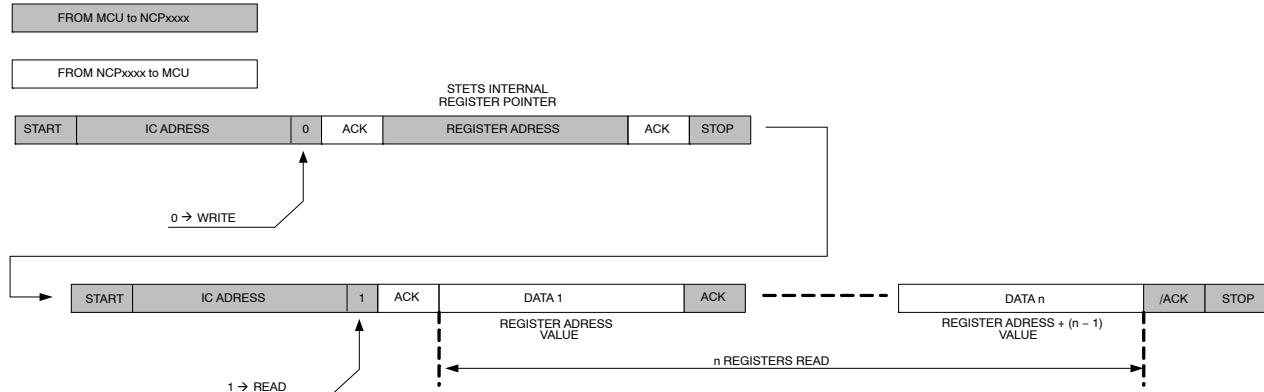 FROM MCU to NCPxxxx
FROM NCPxxxx to MCU
STETS INTERNAL
REGISTER POINTER
START IC ADRESS 0 ACK REGISTER ADRESS ACK STOP
0 → WRITE
START IC ADRESS 1 ACK DATA 1 ACK DATA n /ACK STOP
REGISTER ADRESS
VALUE
REGISTER ADRESS + (n − 1)
VALUE
n REGISTERS READ
1 → READ